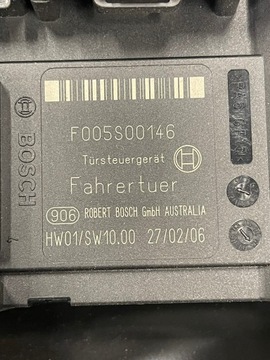 F005S00146
Türsteuergerät
Fahrertuer
906 ROBERT BOSCH GmbH AUSTRALIA
HW01/SW10.00 27/02/06
BOSCH